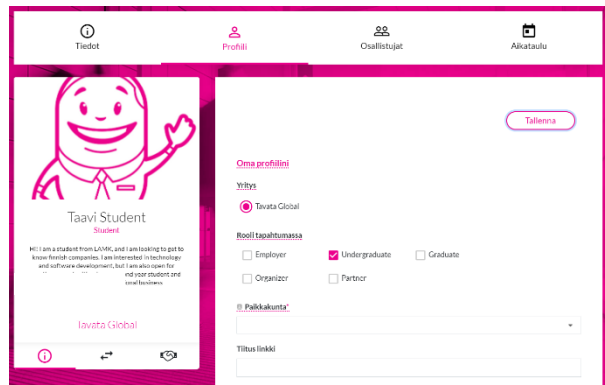 Tiedot
Profiili
Osallistujat
Aikataulu
Taavi Student
Student
HI! I am a student from LAMK, and I am looking to get to
know finnish companies. I am interested in technology
and software development, but I am also open for
nd year student and
business
Tavata Global
Tallenna
Oma profiilini
Yritys
Tavata Global
Rooli tapahtumassa
Employer
Undergraduate
Graduate
Organizer
Partner
Paikkakunta*
Titus linkki